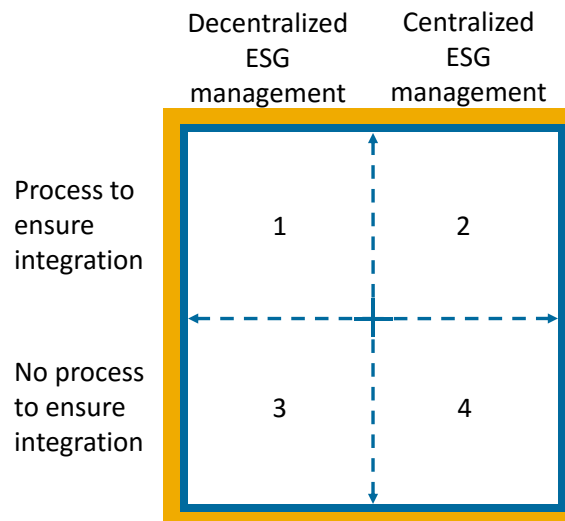 Decentralized
ESG
management
Centralized
ESG
management
Process to
ensure
integration
1
2
No process
to ensure
integration
3
4